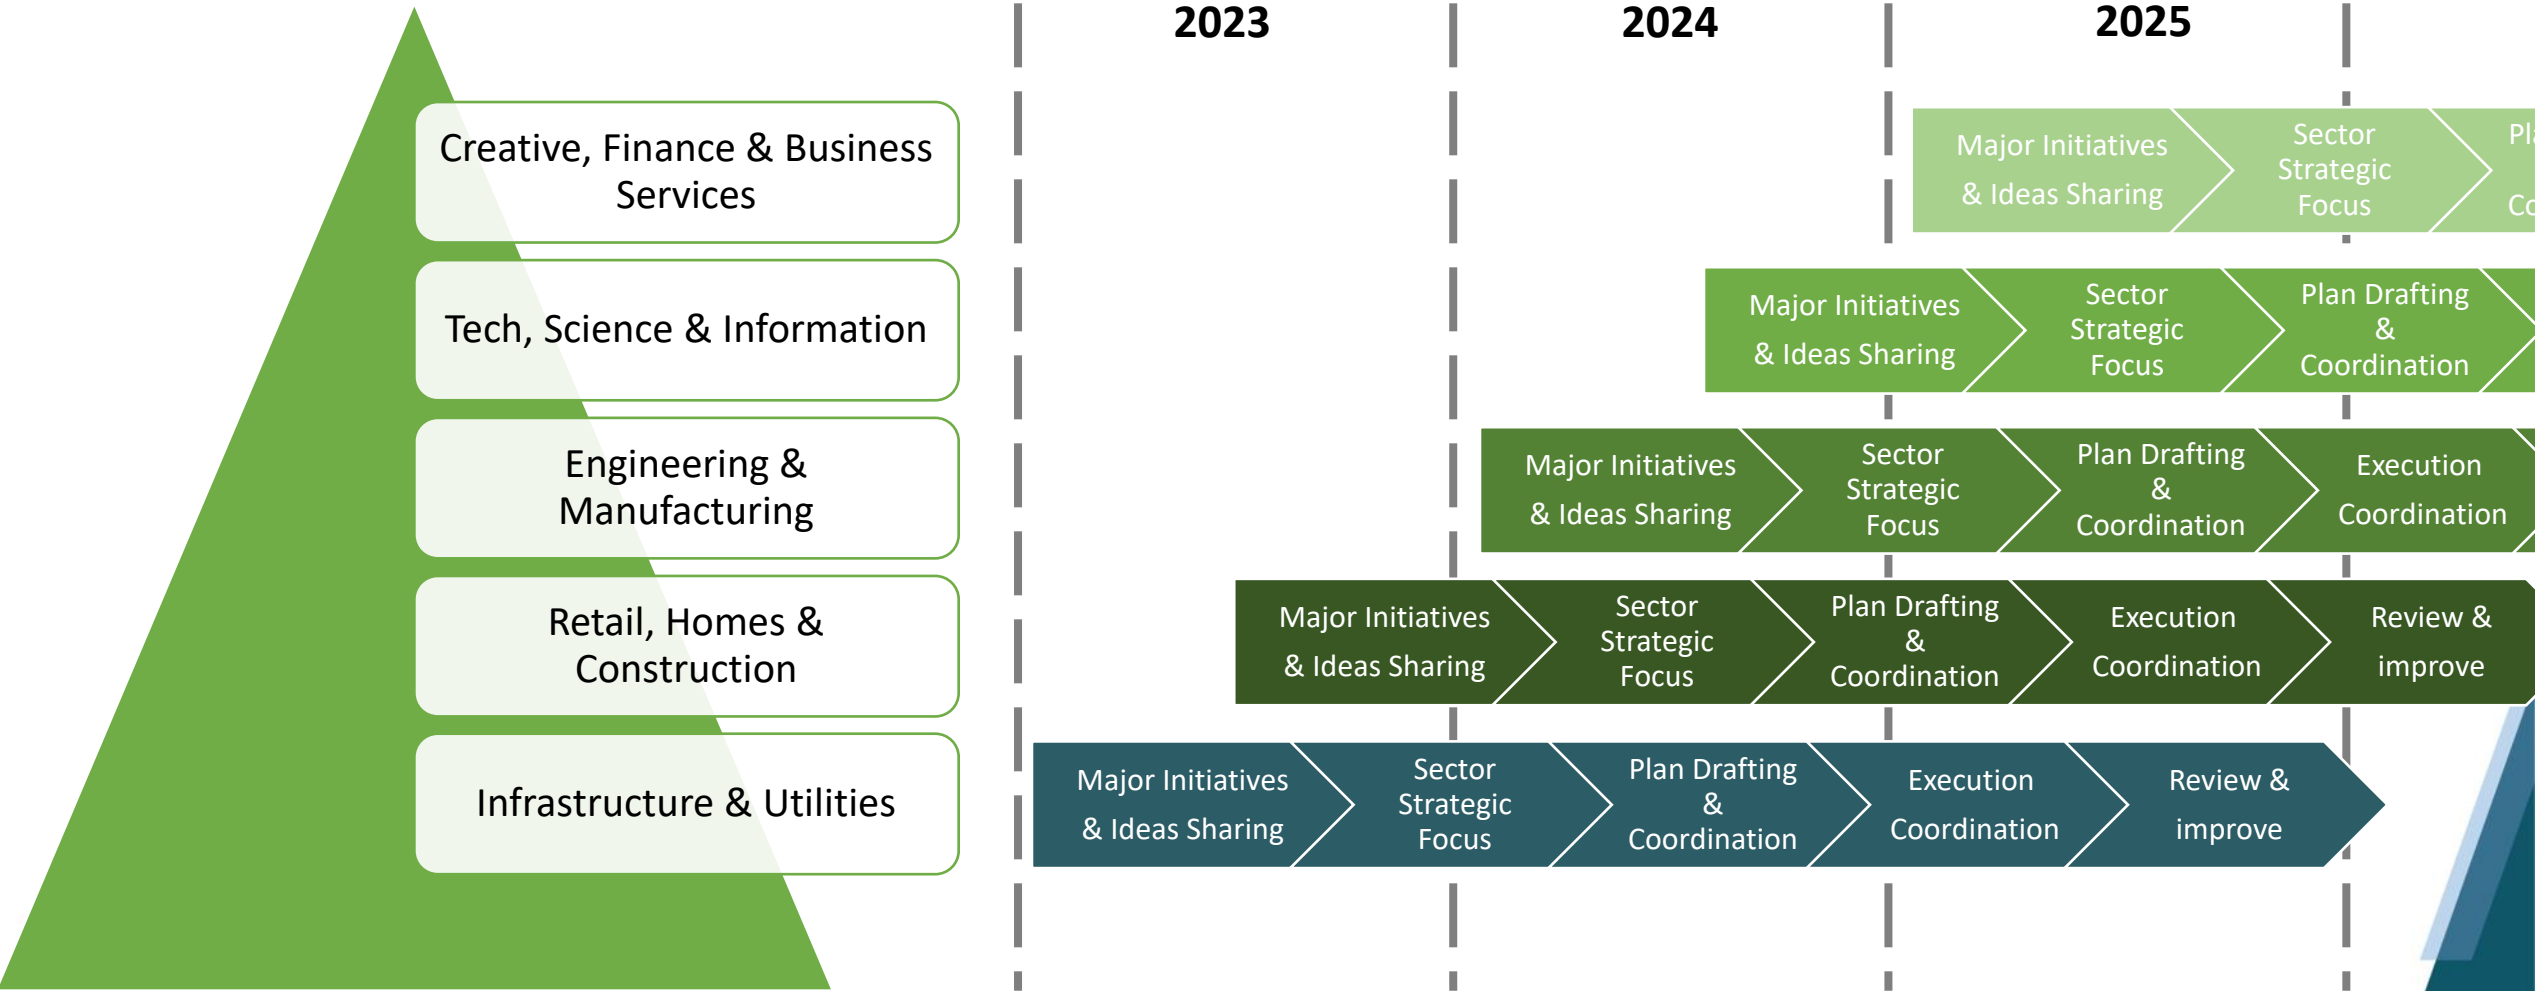 2023
2024
2025
Creative, Finance & Business
Services
Major Initiatives
& Ideas Sharing
Sector
Strategic
Focus
Tech, Science & Information
Major Initiatives
& Ideas Sharing
Sector
Strategic
Focus
Plan Drafting
&
Coordination
Engineering &
Manufacturing
Major Initiatives
& Ideas Sharing
Sector
Strategic
Focus
Plan Drafting
&
Coordination
Execution
Coordination
Retail, Homes &
Construction
Major Initiatives
& Ideas Sharing
Sector
Strategic
Focus
Plan Drafting
&
Coordination
Execution
Coordination
Review &
improve
Infrastructure & Utilities
Major Initiatives
& Ideas Sharing
Sector
Strategic
Focus
Plan Drafting
&
Coordination
Execution
Coordination
Review &
improve